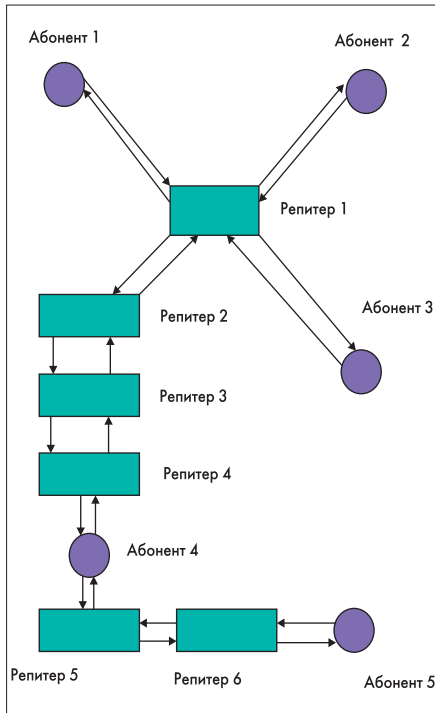 Абонент 1
Абонент 2
Репитер 1
Абонент 3
Репитер 2
Репитер 3
Репитер 4
Абонент 4
Репитер 5
Репитер 6
Абонент 5